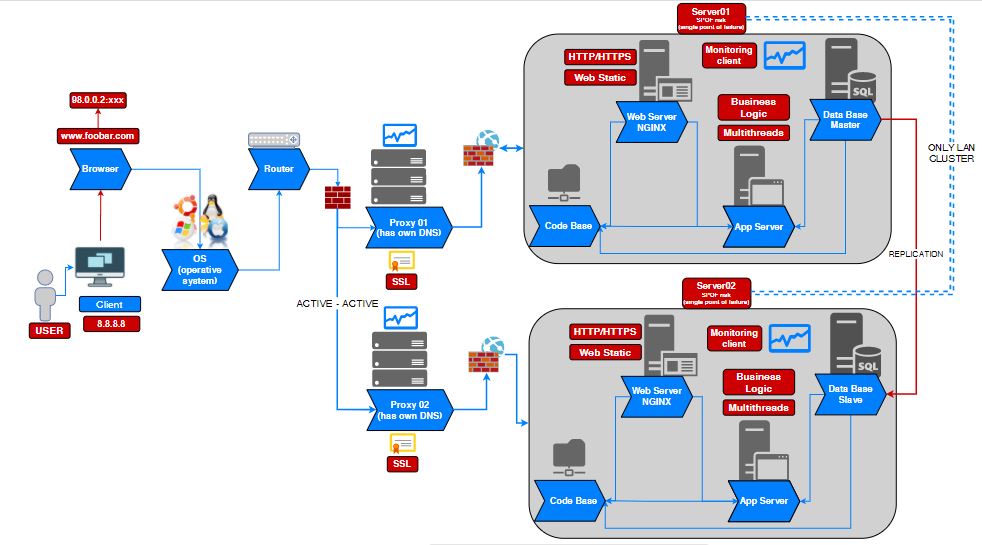 98.0.0.2:xxx
www.foobar.com
Browser
OS
(operative
system)
USER
Client
8.8.8.8
Router
Proxy 01
(has own DNS)
SSL
ACTIVE - ACTIVE
Proxy 02
(has own DNS)
SSL
Server01
SPOF risk
(single point of failure)
HTTP/HTTPS
Web Static
Monitoring
client
SQL
Web Server
NGINX
Business
Logic
Multithreads
Data Base
Master
Code Base
App Server
ONLY LAN
CLUSTER
REPLICATION
Server02
SPOF risk
(single point of failure)
HTTP/HTTPS
Web Static
Monitoring
client
SQL
Web Server
NGINX
Business
Logic
Multithreads
Data Base
Slave
Code Base
App Server